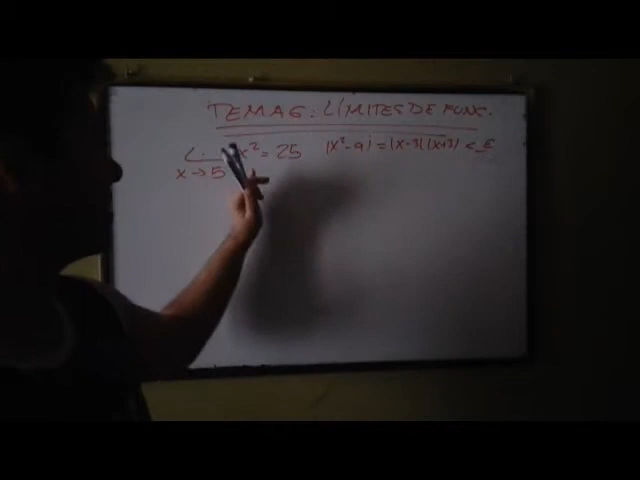 TEMA 6: LÍMITES DE FUNC.
L. x² = 25 |x²-9| = |x-3||x+3| < ε
x → 5